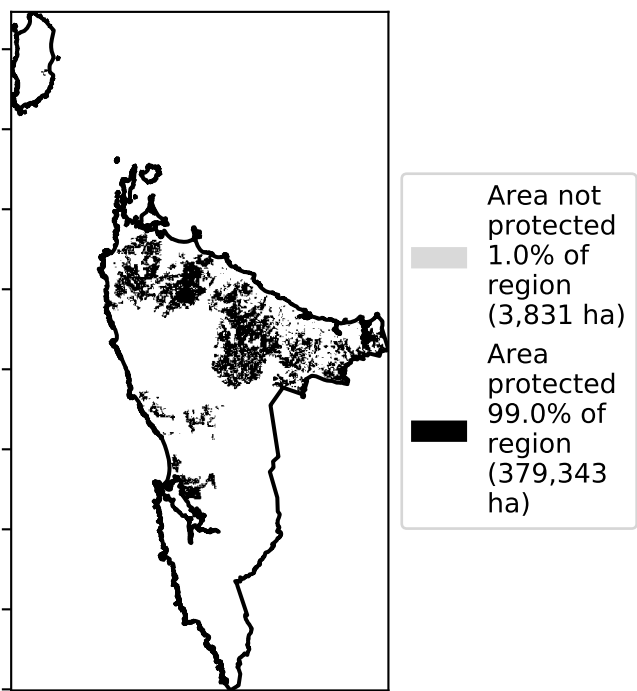 Area not
protected
1.0% of
region
(3,831 ha)
Area
protected
99.0% of
region
(379,343
ha)